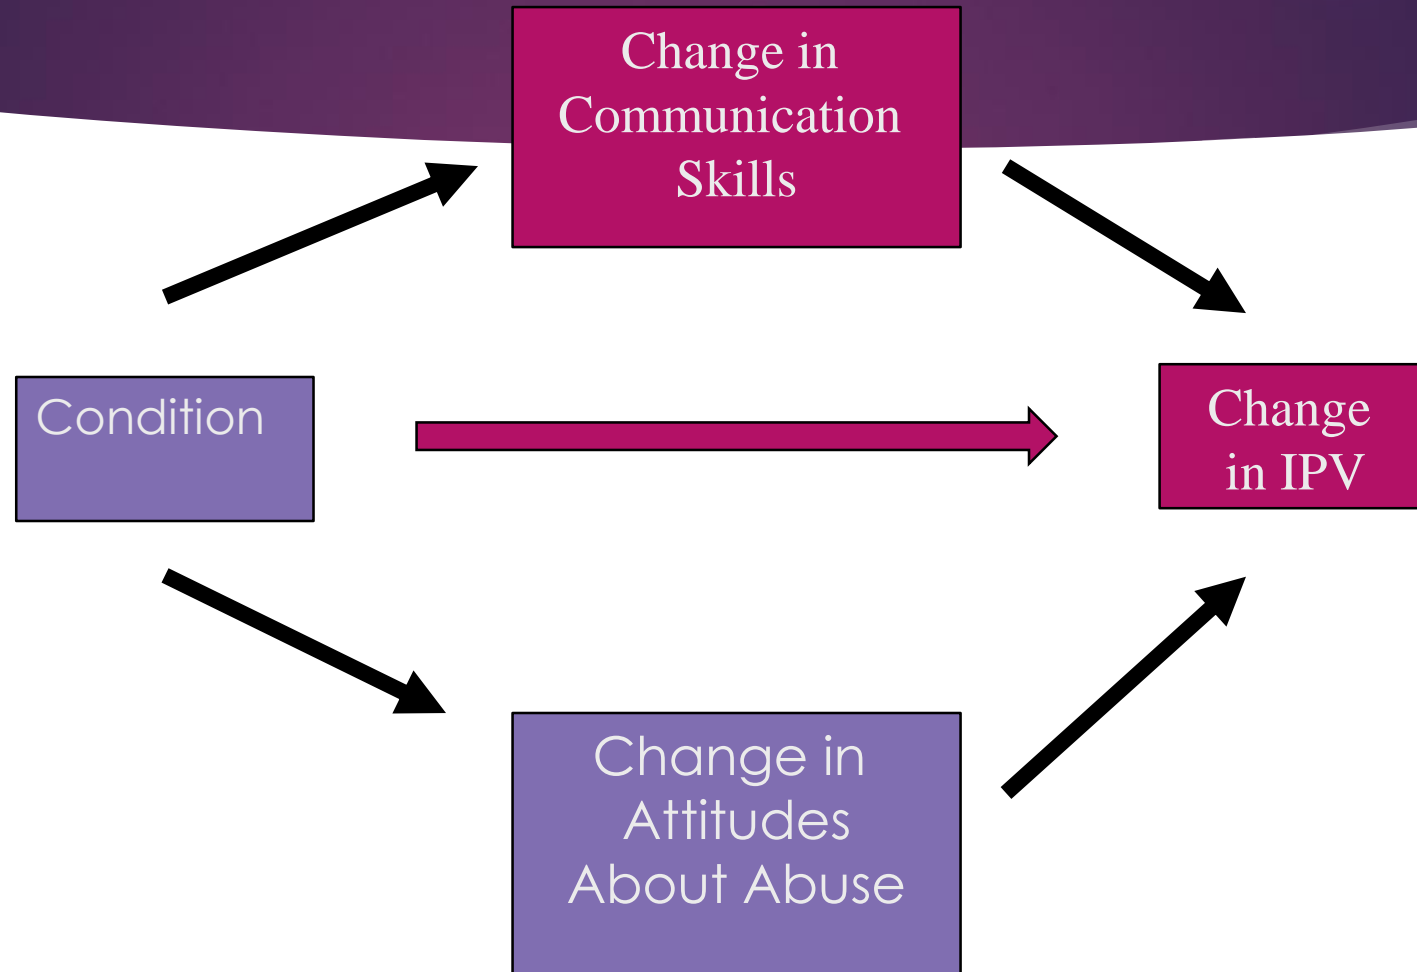 Change in
Communication
Skills
Condition
Change
in IPV
Change in
Attitudes
About Abuse